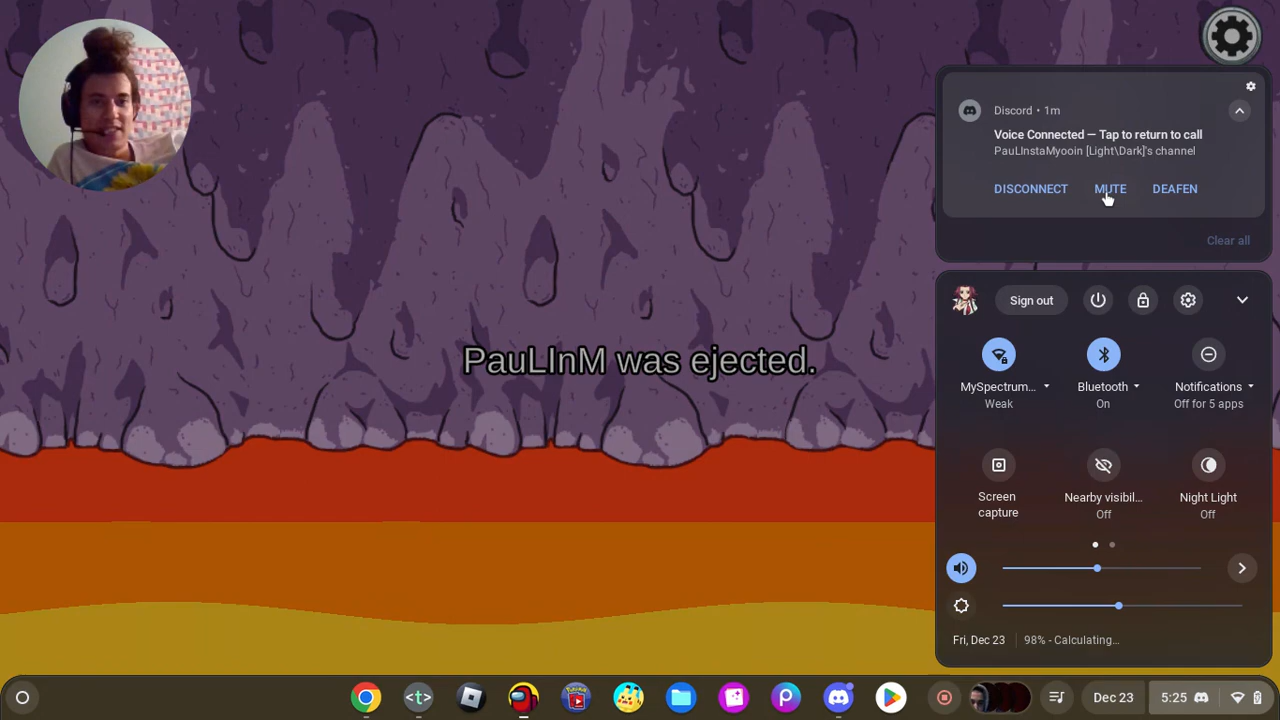 Discord • 1m
Voice Connected — Tap to return to call
PauLInstaMyooin [Light\Dark]'s channel
DISCONNECT MUTE DEAFEN
Clear all
Sign out
PauLInM was ejected.
MySpectrum... Bluetooth Notifications
Weak On Off for 5 apps
Screen capture
Nearby visibil...
Off
Night Light
Off
Fri, Dec 23 98% - Calculating...
<t>
Dec 23 5:25